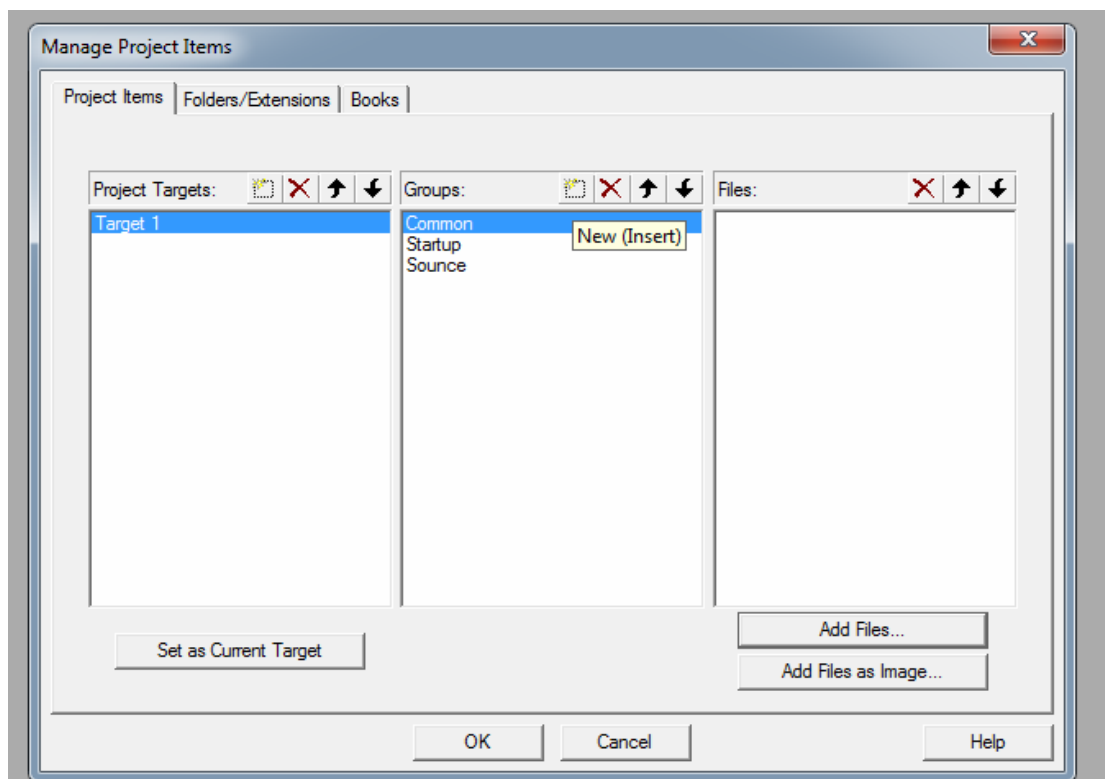 Manage Project Items
Project Items
Folders/Extensions
Books
Project Targets:
Groups:
Files:
Target 1
Common
Startup
Sounce
New (Insert)
Set as Current Target
Add Files...
Add Files as Image...
OK
Cancel
Help